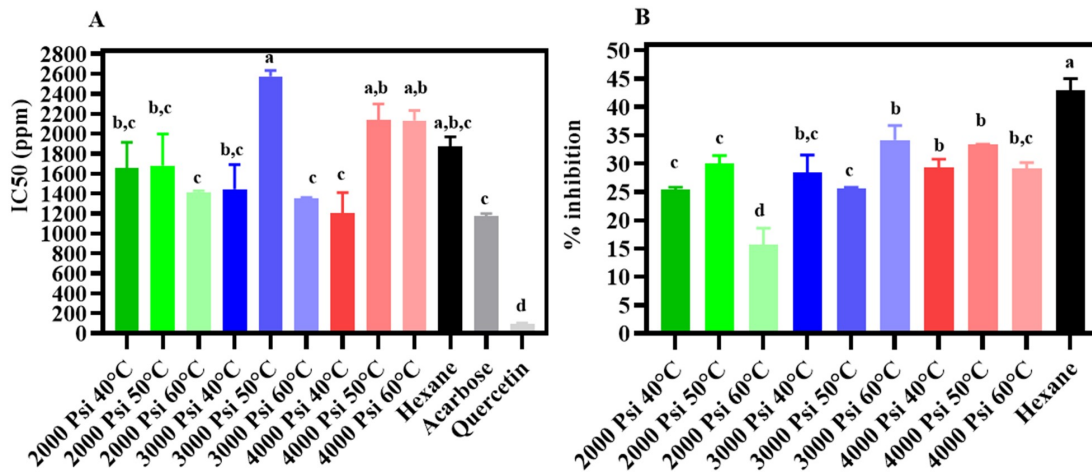 A
IC50 (ppm)
2800
2600
2400
2200
2000
1800
1600
1400
1200
1000
800
600
400
200
0
b,c
b,c
c
b,c
a
c
c
a,b
a,b
a,b,c
c
d
2000 Psi 40°C
2000 Psi 50°C
2000 Psi 60°C
3000 Psi 40°C
3000 Psi 50°C
3000 Psi 60°C
4000 Psi 40°C
4000 Psi 50°C
4000 Psi 60°C
Hexane
Acarbose
Quercetin
B
% inhibition
50
45
40
35
30
25
20
15
10
5
0
c
c
d
b,c
c
b
b
b
b,c
a
2000 Psi 40°C
2000 Psi 50°C
2000 Psi 60°C
3000 Psi 40°C
3000 Psi 50°C
3000 Psi 60°C
4000 Psi 40°C
4000 Psi 50°C
4000 Psi 60°C
Hexane